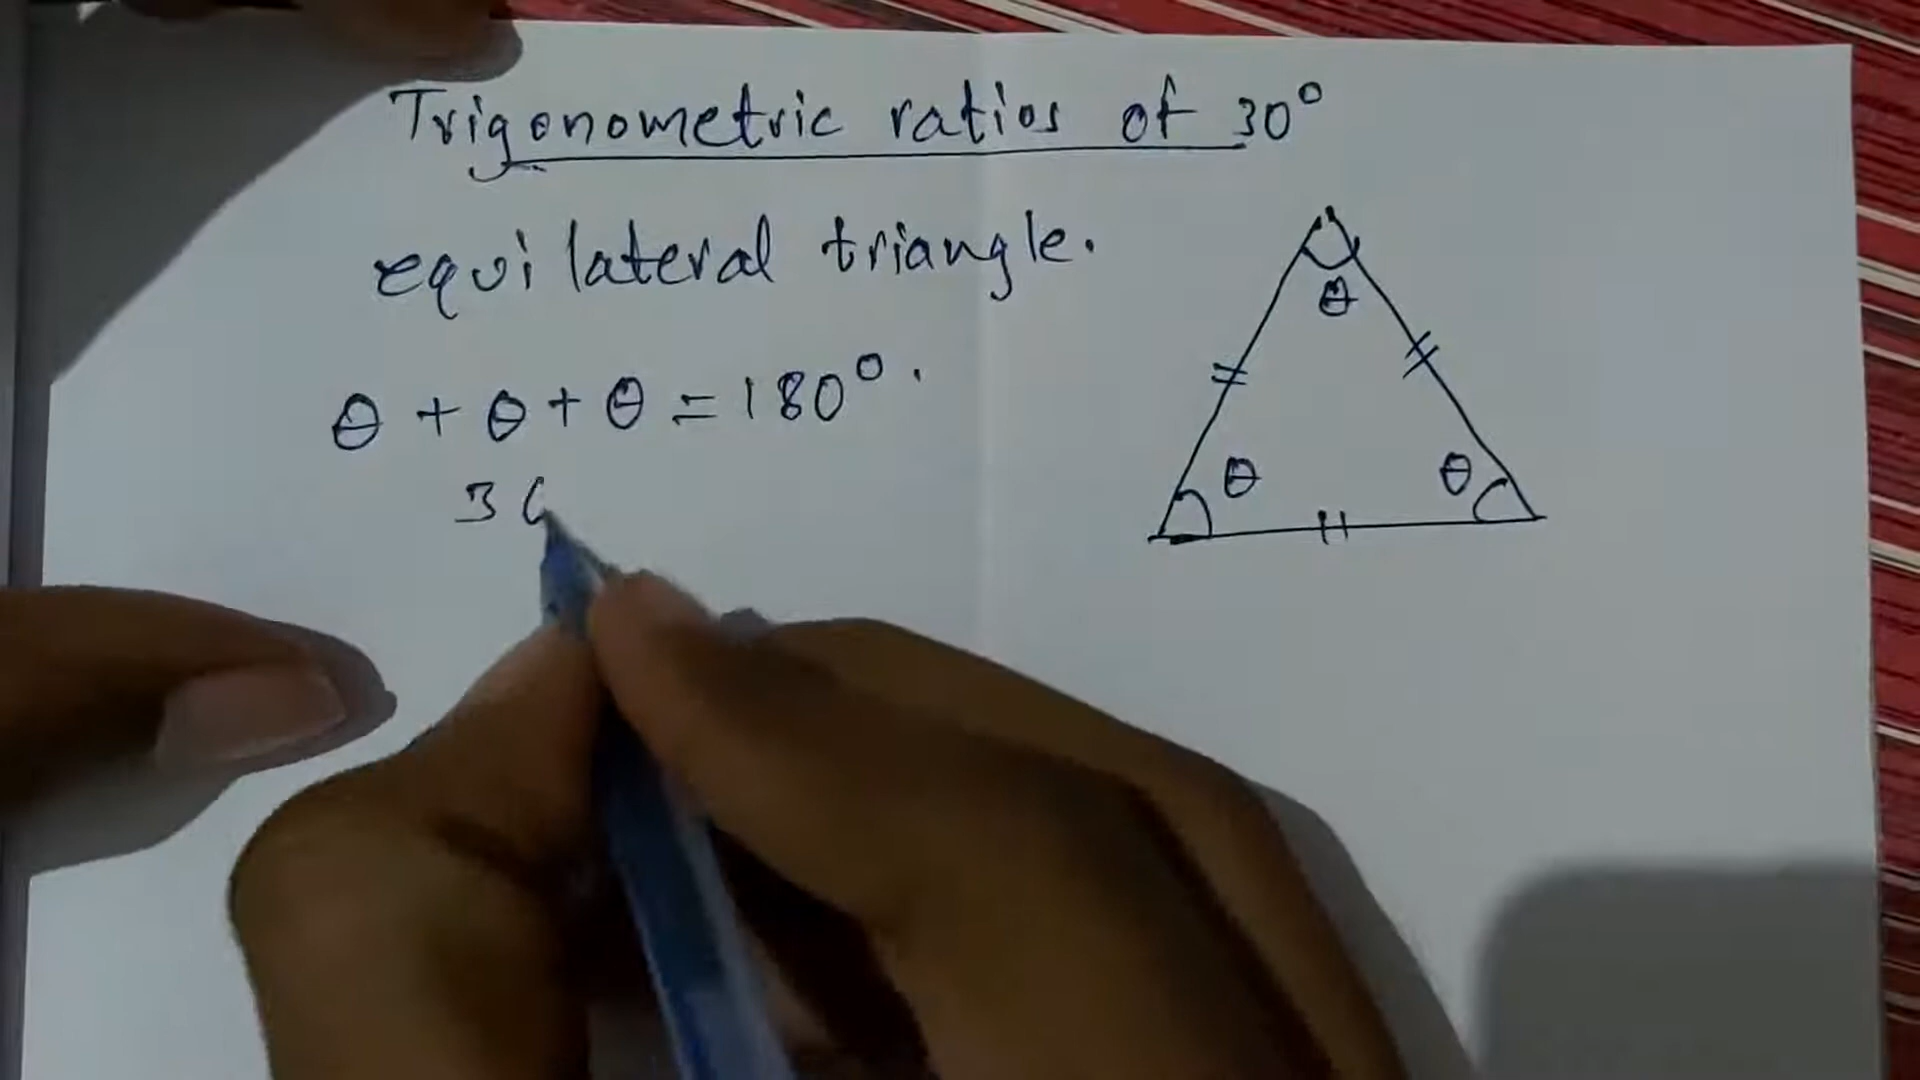 Trigonometric ratios of 30°
equilateral triangle.
θ + θ + θ = 180°.
3
θ
θ θ